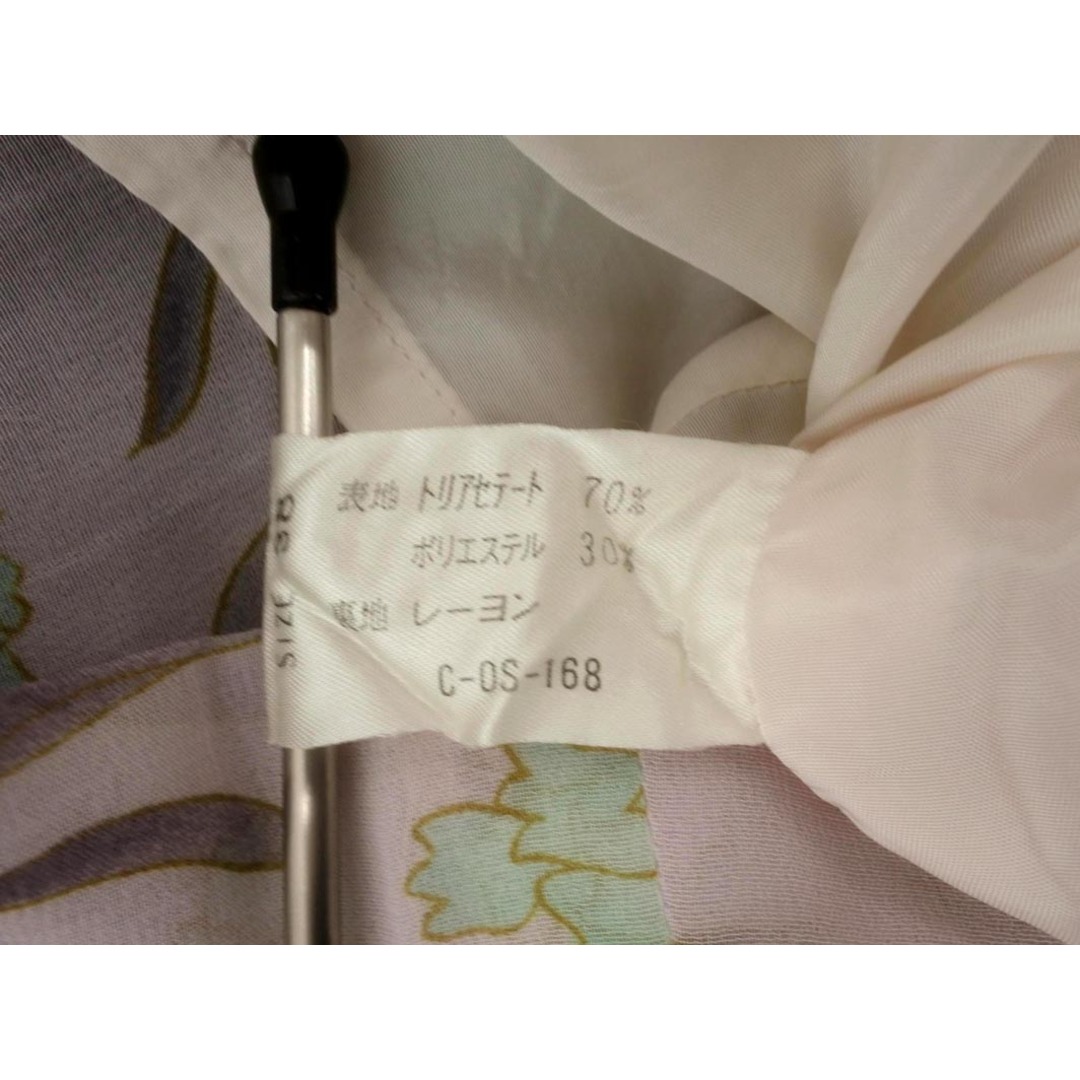 表地 トリアセテート 70%
ポリエステル 30%
裏地 レーヨン
C-OS-168
SIZE